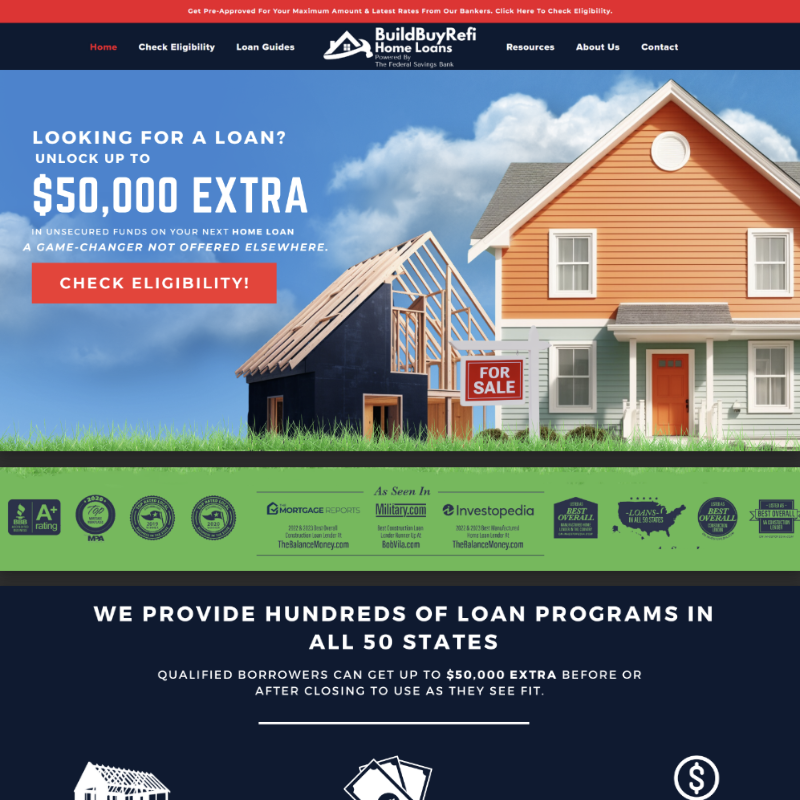 Get Pre-Approved For Your Maximum Amount & Latest Rates From Our Bankers. Click Here To Check Eligibility.
Home
Check Eligibility
Loan Guides
BuildBuyRefi
Home Loans
Powered By
The Federal Savings Bank
Resources
About Us
Contact
LOOKING FOR A LOAN?
UNLOCK UP TO
$50,000 EXTRA
IN UNSECURED FUNDS ON YOUR NEXT HOME LOAN
A GAME-CHANGER NOT OFFERED ELSEWHERE.
CHECK ELIGIBILITY!
FOR
SALE
BBB
A+
rating
MPA
As Seen In
THE MORTGAGE REPORTS
Military.com
Investopedia
2022 & 2023 Best Overall
Construction Loan Lender At
TheBalanceMoney.com
Best Construction Loan
Lender Runner Up At
BobVila.com
2022 & 2023 Best Manufactured
Home Loan Lender At
TheBalanceMoney.com
BEST
OVERALL
LOANS
IN ALL 50 STATES
BEST
OVERALL
BEST OVERALL
WE PROVIDE HUNDREDS OF LOAN PROGRAMS IN
ALL 50 STATES
QUALIFIED BORROWERS CAN GET UP TO $50,000 EXTRA BEFORE OR
AFTER CLOSING TO USE AS THEY SEE FIT.
$